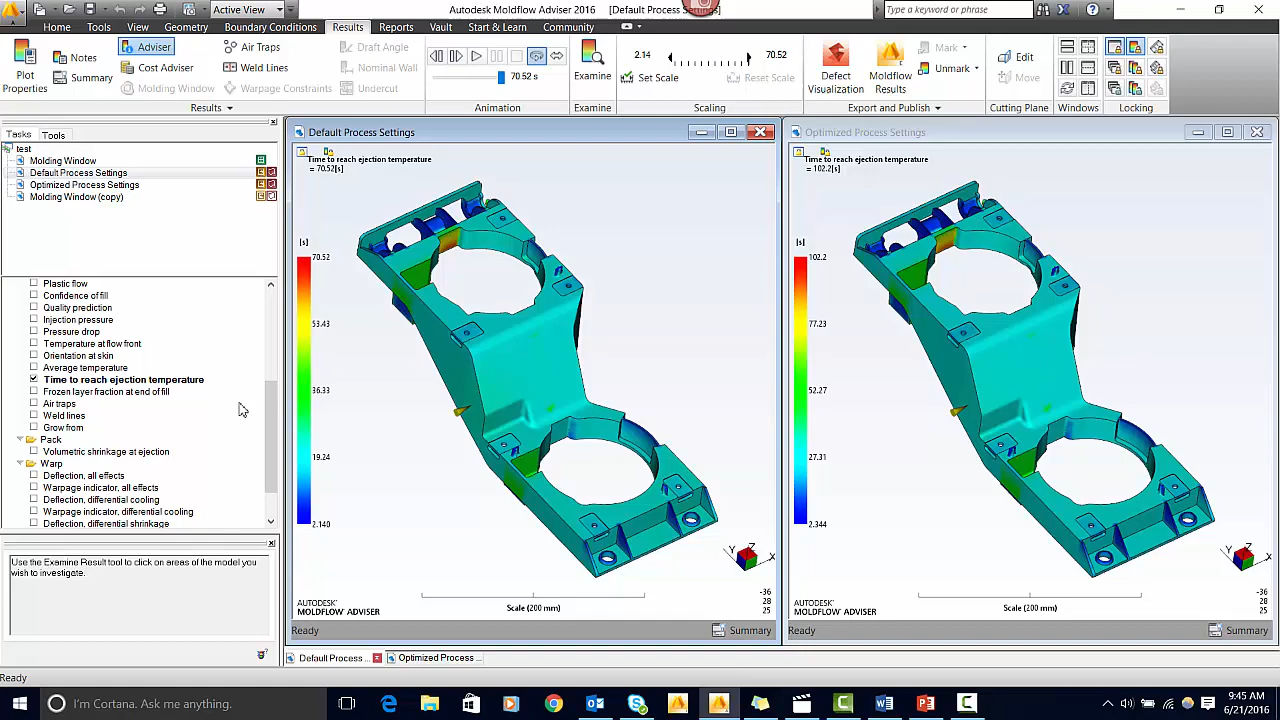 Active View
Autodesk Moldflow Adviser 2016
[Default Process Settings]
Type a keyword or phrase
Home
Tools
View
Geometry
Boundary Conditions
Results
Reports
Vault
Start & Learn
Community
Plot Properties
Notes
Summary
Adviser
Cost Adviser
Molding Window
Air Traps
Weld Lines
Warpage Constraints
Draft Angle
Nominal Wall
Undercut
Results
70.52 s
Animation
Examine
Examine
2.14
70.52
Set Scale
Reset Scale
Scaling
Defect Visualization
Moldflow Results
Mark
Unmark
Export and Publish
Edit
Move
Cutting Plane
Windows
Locking
Tasks
Tools
test
Molding Window
Default Process Settings
Optimized Process Settings
Molding Window (copy)
Plastic flow
Confidence of fill
Quality prediction
Injection pressure
Pressure drop
Temperature at flow front
Orientation at skin
Average temperature
Time to reach ejection temperature
Frozen layer fraction at end of fill
Air traps
Weld lines
Grow from
Pack
Volumetric shrinkage at ejection
Warp
Deflection, all effects
Warpage indicator, all effects
Deflection, differential cooling
Warpage indicator, differential cooling
Deflection, differential shrinkage
Use the Examine Result tool to click on areas of the model you
wish to investigate.
Default Process Settings
Time to reach ejection temperature
= 70.52[s]
[s]
70.52
53.43
36.33
19.24
2.140
Y
Z
X
AUTODESK
MOLDFLOW ADVISER
Scale (200 mm)
-36
28
25
Ready
Summary
Optimized Process Settings
Time to reach ejection temperature
= 102.2[s]
[s]
102.2
77.23
52.27
27.31
2.344
Y
Z
X
AUTODESK
MOLDFLOW ADVISER
Scale (200 mm)
-36
28
25
Ready
Summary
Default Process ...
Optimized Process ...
Ready
I'm Cortana. Ask me anything.
9:45 AM
6/21/2016